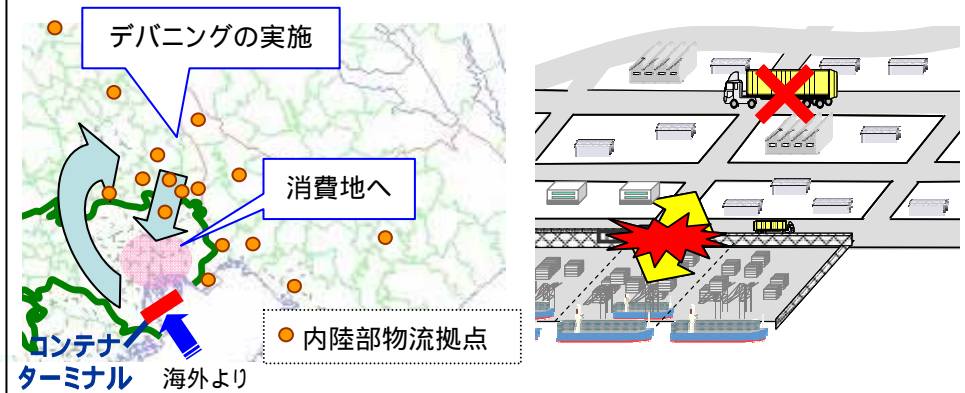 デバニングの実施
消費地へ
内陸部物流拠点
コンテナ
ターミナル
海外より